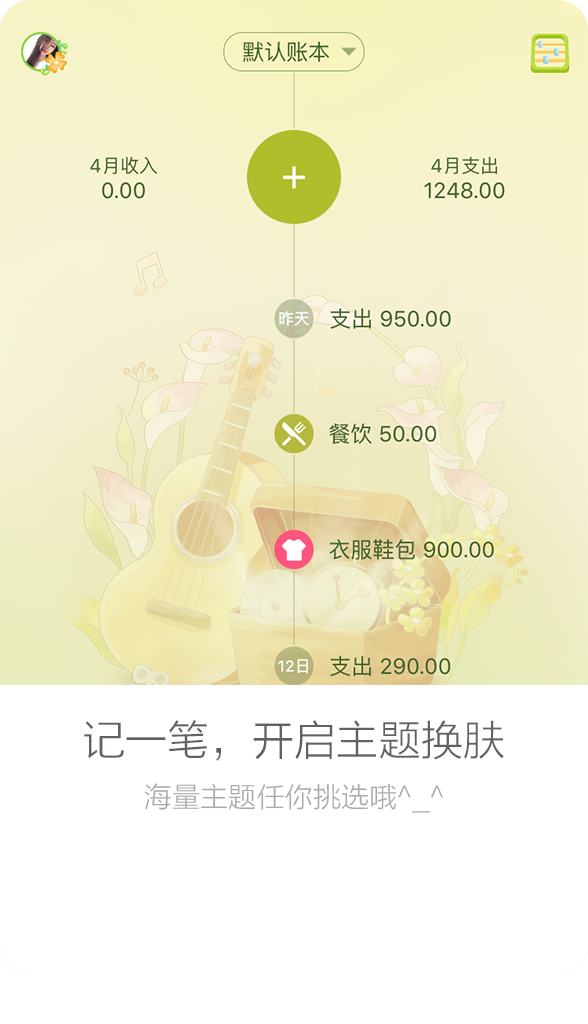 默认账本
4月收入
0.00
+
4月支出
1248.00
昨天 支出 950.00
餐饮 50.00
衣服鞋包 900.00
12日 支出 290.00
记一笔，开启主题换肤
海量主题任你挑选哦^_^